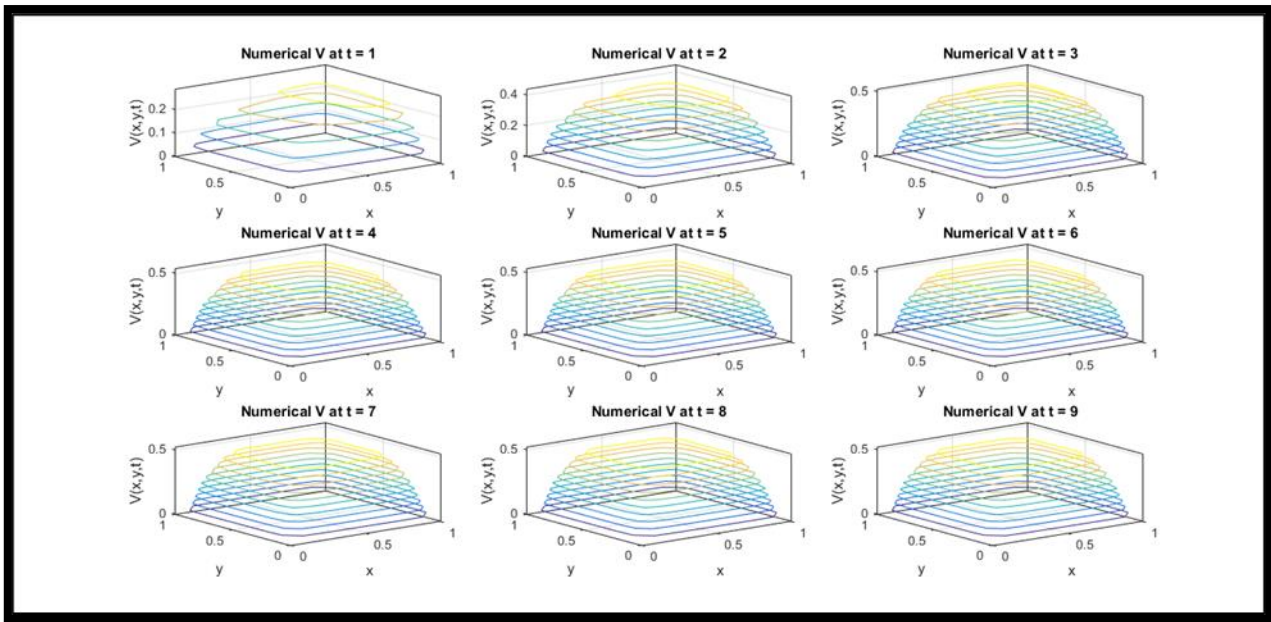 Numerical V at t = 1
V(x,y,t)
0.2
0.1
0
1
0.5
0
0
0.5
1
y
x
Numerical V at t = 2
V(x,y,t)
0.4
0.2
0
1
0.5
0
0
0.5
1
y
x
Numerical V at t = 3
V(x,y,t)
0.5
0
1
0.5
0
0
0.5
1
y
x
Numerical V at t = 4
V(x,y,t)
0.5
0
1
0.5
0
0
0.5
1
y
x
Numerical V at t = 5
V(x,y,t)
0.5
0
1
0.5
0
0
0.5
1
y
x
Numerical V at t = 6
V(x,y,t)
0.5
0
1
0.5
0
0
0.5
1
y
x
Numerical V at t = 7
V(x,y,t)
0.5
0
1
0.5
0
0
0.5
1
y
x
Numerical V at t = 8
V(x,y,t)
0.5
0
1
0.5
0
0
0.5
1
y
x
Numerical V at t = 9
V(x,y,t)
0.5
0
1
0.5
0
0
0.5
1
y
x